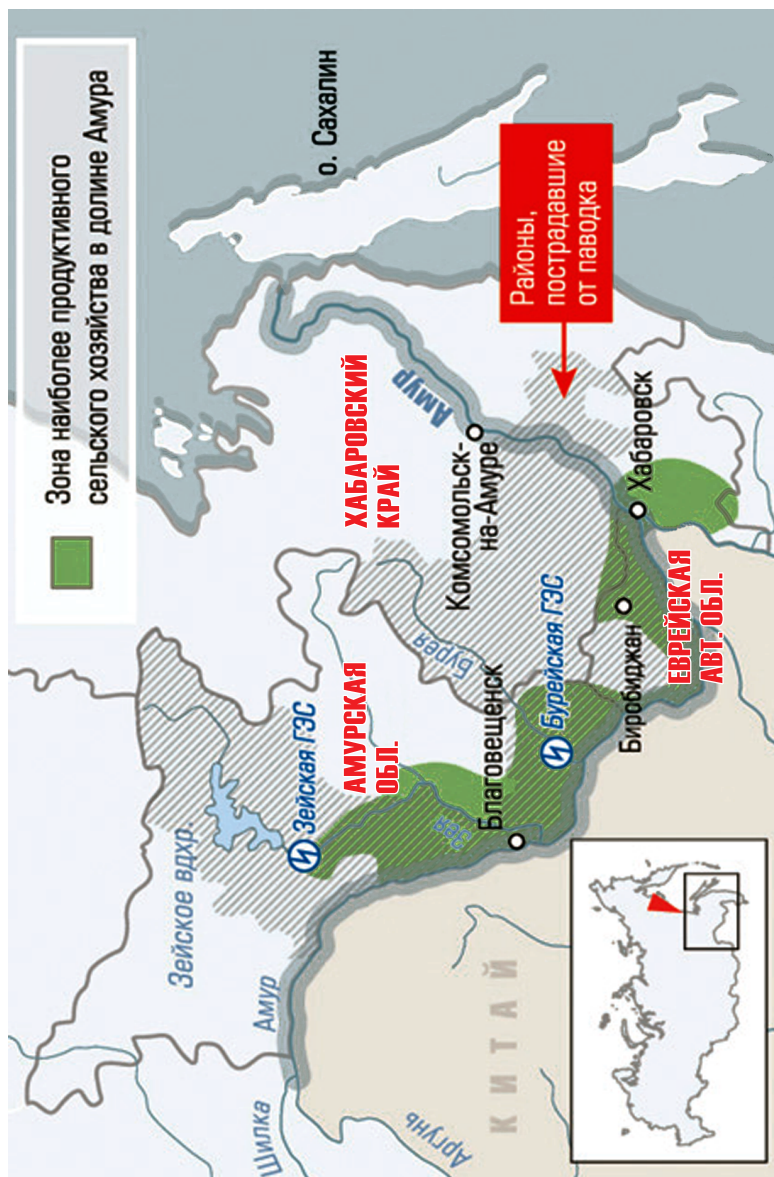 Зона наиболее продуктивного
сельского хозяйства в долине Амура
о. Сахалин
Районы,
пострадавшие
от паводка
Амур
ХАБАРОВСКИЙ
КРАЙ
Комсомольск-
на-Амуре
Хабаровск
Бурея
Бурейская ГЭС
Биробиджан
ЕВРЕЙСКАЯ
АВТ. ОБЛ.
АМУРСКАЯ
ОБЛ.
Зейская ГЭС
Зейское вдхр.
Зея
Благовещенск
Амур
Шилка
Аргунь
КИТАЙ